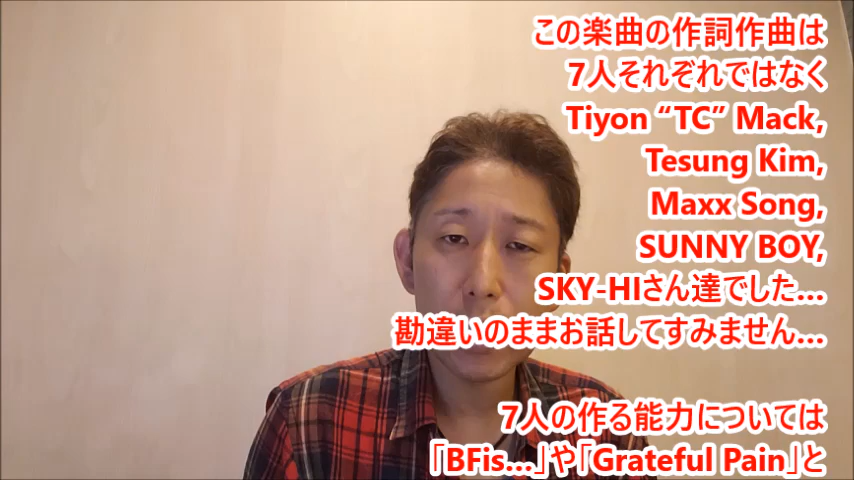 この楽曲の作詞作曲は
7人それぞれではなく
Tiyon “TC” Mack,
Tesung Kim,
Maxx Song,
SUNNY BOY,
SKY-HIさん達でした…
勘違いのままお話してすみません…
7人の作る能力については
「BFis…」や「Grateful Pain」と